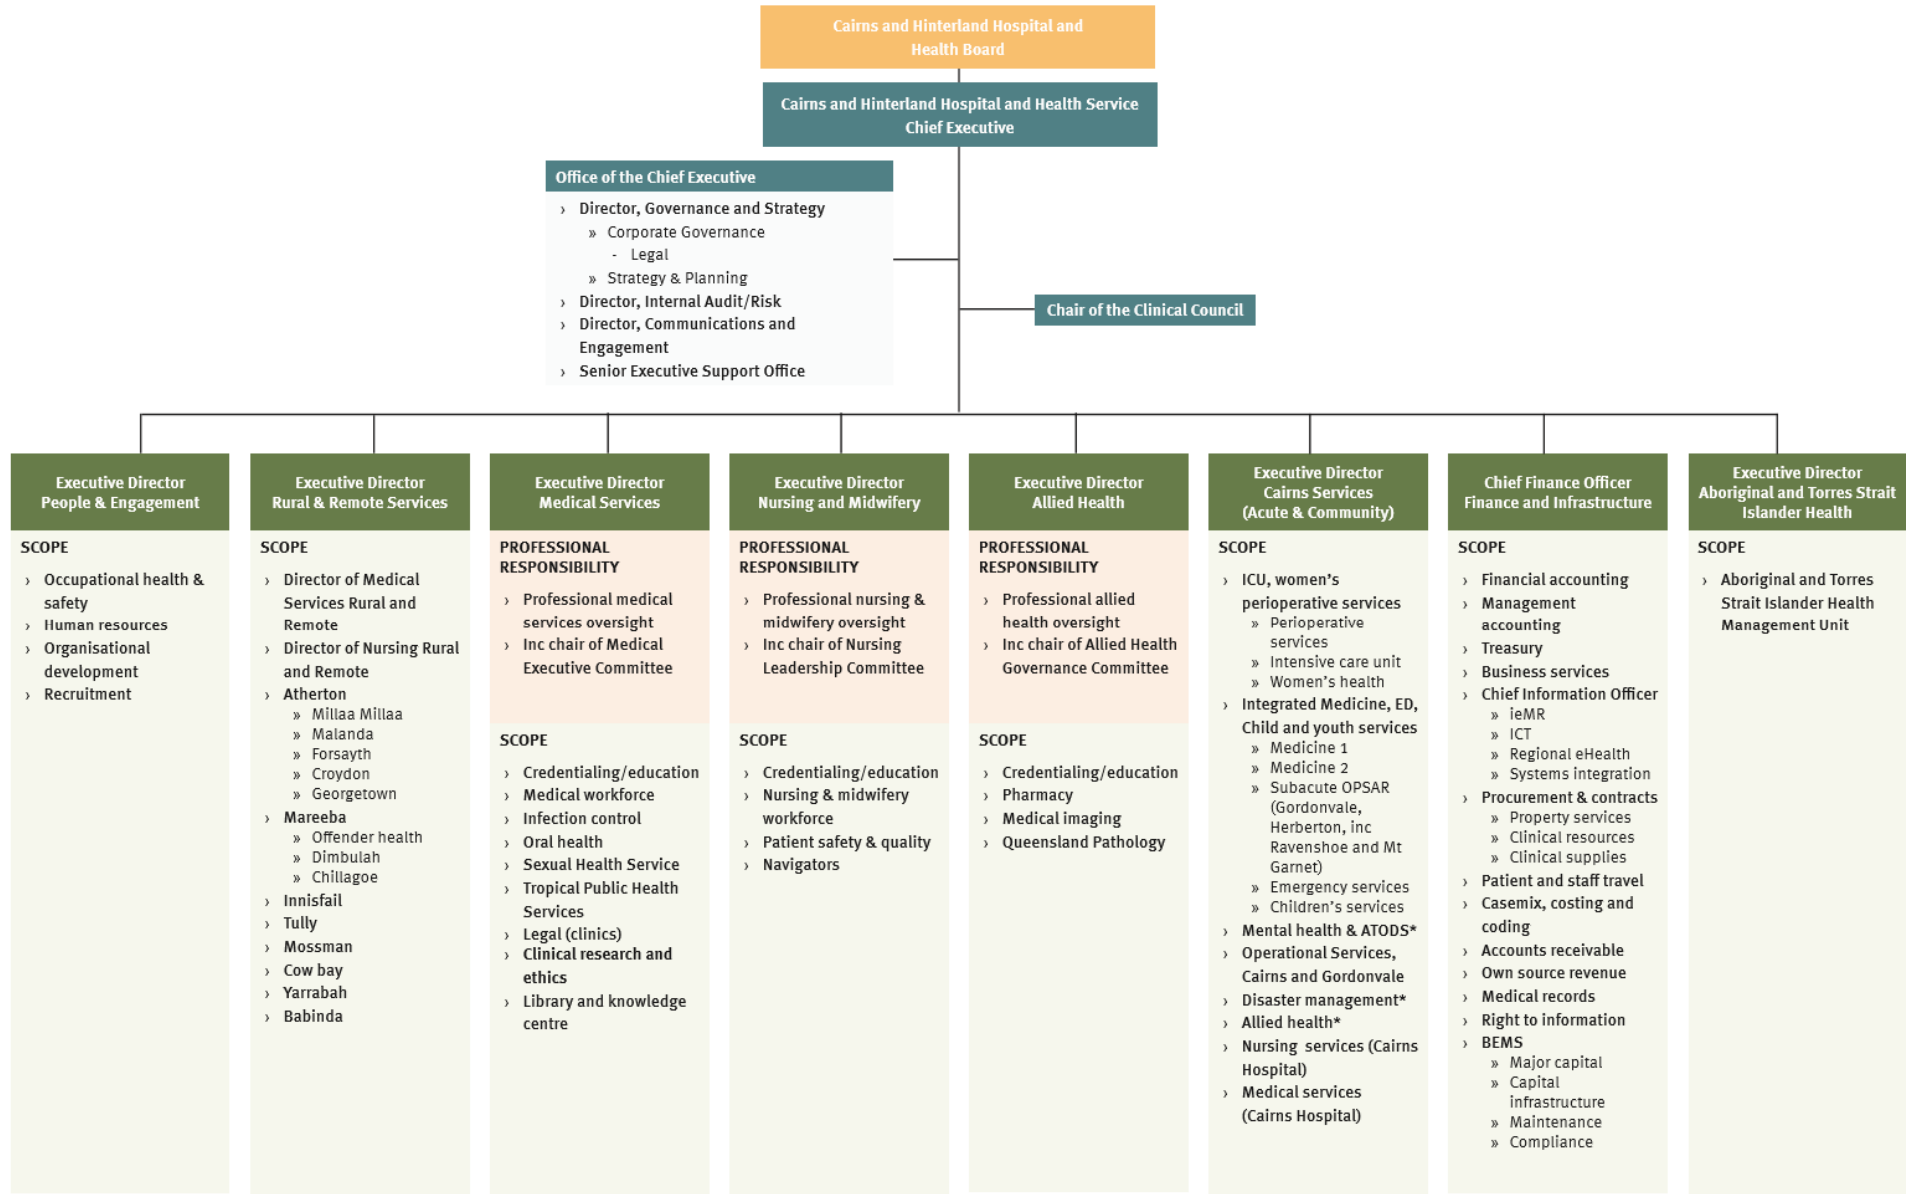 Cairns and Hinterland Hospital and
Health Board
Cairns and Hinterland Hospital and Health Service
Chief Executive
Office of the Chief Executive
› Director, Governance and Strategy
» Corporate Governance
- Legal
» Strategy & Planning
› Director, Internal Audit/Risk
› Director, Communications and
Engagement
› Senior Executive Support Office
Chair of the Clinical Council
Executive Director
People & Engagement
SCOPE
› Occupational health &
safety
› Human resources
› Organisational
development
› Recruitment
Executive Director
Rural & Remote Services
SCOPE
› Director of Medical
Services Rural and
Remote
› Director of Nursing Rural
and Remote
› Atherton
» Millaa Millaa
» Malanda
» Forsayth
» Croydon
» Georgetown
› Mareeba
» Offender health
» Dimbulah
» Chillagoe
› Innisfail
› Tully
› Mossman
› Cow bay
› Yarrabah
› Babinda
Executive Director
Medical Services
PROFESSIONAL
RESPONSIBILITY
› Professional medical
services oversight
› Inc chair of Medical
Executive Committee
SCOPE
› Credentialing/education
› Medical workforce
› Infection control
› Oral health
› Sexual Health Service
› Tropical Public Health
Services
› Legal (clinics)
› Clinical research and
ethics
› Library and knowledge
centre
Executive Director
Nursing and Midwifery
PROFESSIONAL
RESPONSIBILITY
› Professional nursing &
midwifery oversight
› Inc chair of Nursing
Leadership Committee
SCOPE
› Credentialing/education
› Nursing & midwifery
workforce
› Patient safety & quality
› Navigators
Executive Director
Allied Health
PROFESSIONAL
RESPONSIBILITY
› Professional allied
health oversight
› Inc chair of Allied Health
Governance Committee
SCOPE
› Credentialing/education
› Pharmacy
› Medical imaging
› Queensland Pathology
Executive Director
Cairns Services
(Acute & Community)
SCOPE
› ICU, women’s
perioperative services
» Perioperative
services
» Intensive care unit
» Women’s health
› Integrated Medicine, ED,
Child and youth services
» Medicine 1
» Medicine 2
» Subacute OPSAR
(Gordonvale,
Herberton, inc
Ravenshoe and Mt
Garnet)
» Emergency services
» Children’s services
› Mental health & ATODS*
› Operational Services,
Cairns and Gordonvale
› Disaster management*
› Allied health*
› Nursing services (Cairns
Hospital)
› Medical services
(Cairns Hospital)
Chief Finance Officer
Finance and Infrastructure
SCOPE
› Financial accounting
› Management
accounting
› Treasury
› Business services
› Chief Information Officer
» ieMR
» ICT
» Regional eHealth
» Systems integration
› Procurement & contracts
» Property services
» Clinical resources
» Clinical supplies
› Patient and staff travel
› Casemix, costing and
coding
› Accounts receivable
› Own source revenue
› Medical records
› Right to information
› BEMS
» Major capital
» Capital
infrastructure
» Maintenance
» Compliance
Executive Director
Aboriginal and Torres Strait
Islander Health
SCOPE
› Aboriginal and Torres
Strait Islander Health
Management Unit